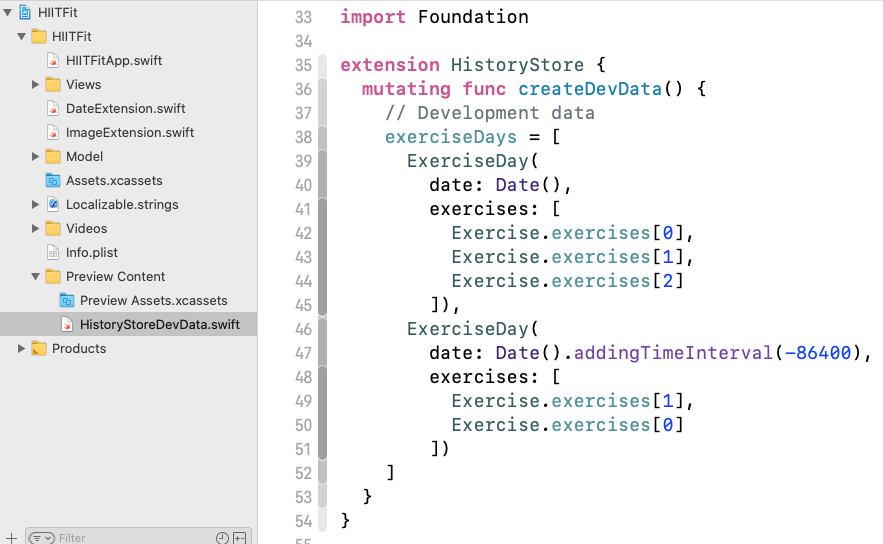 HIITFit
HIITFit
HIITFitApp.swift
Views
DateExtension.swift
ImageExtension.swift
Model
Assets.xcassets
Localizable.strings
Videos
Info.plist
Preview Content
Preview Assets.xcassets
HistoryStoreDevData.swift
Products
Filter
33 import Foundation
34
35 extension HistoryStore {
36   mutating func createDevData() {
37     // Development data
38     exerciseDays = [
39       ExerciseDay(
40         date: Date(),
41         exercises: [
42           Exercise.exercises[0],
43           Exercise.exercises[1],
44           Exercise.exercises[2]
45         ]),
46       ExerciseDay(
47         date: Date().addingTimeInterval(-86400),
48         exercises: [
49           Exercise.exercises[1],
50           Exercise.exercises[0]
51         ])
52     ]
53   }
54 }
55